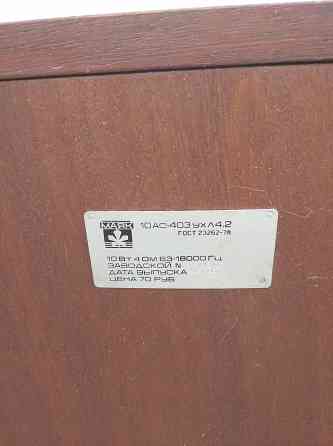 МАЯК
10АС-403 УХЛ4.2
ГОСТ 23262-78
10 Вт 4 Ом 63-18000 Гц
ЗАВОДСКОЙ N
ДАТА ВЫПУСКА
ЦЕНА 70 РУБ